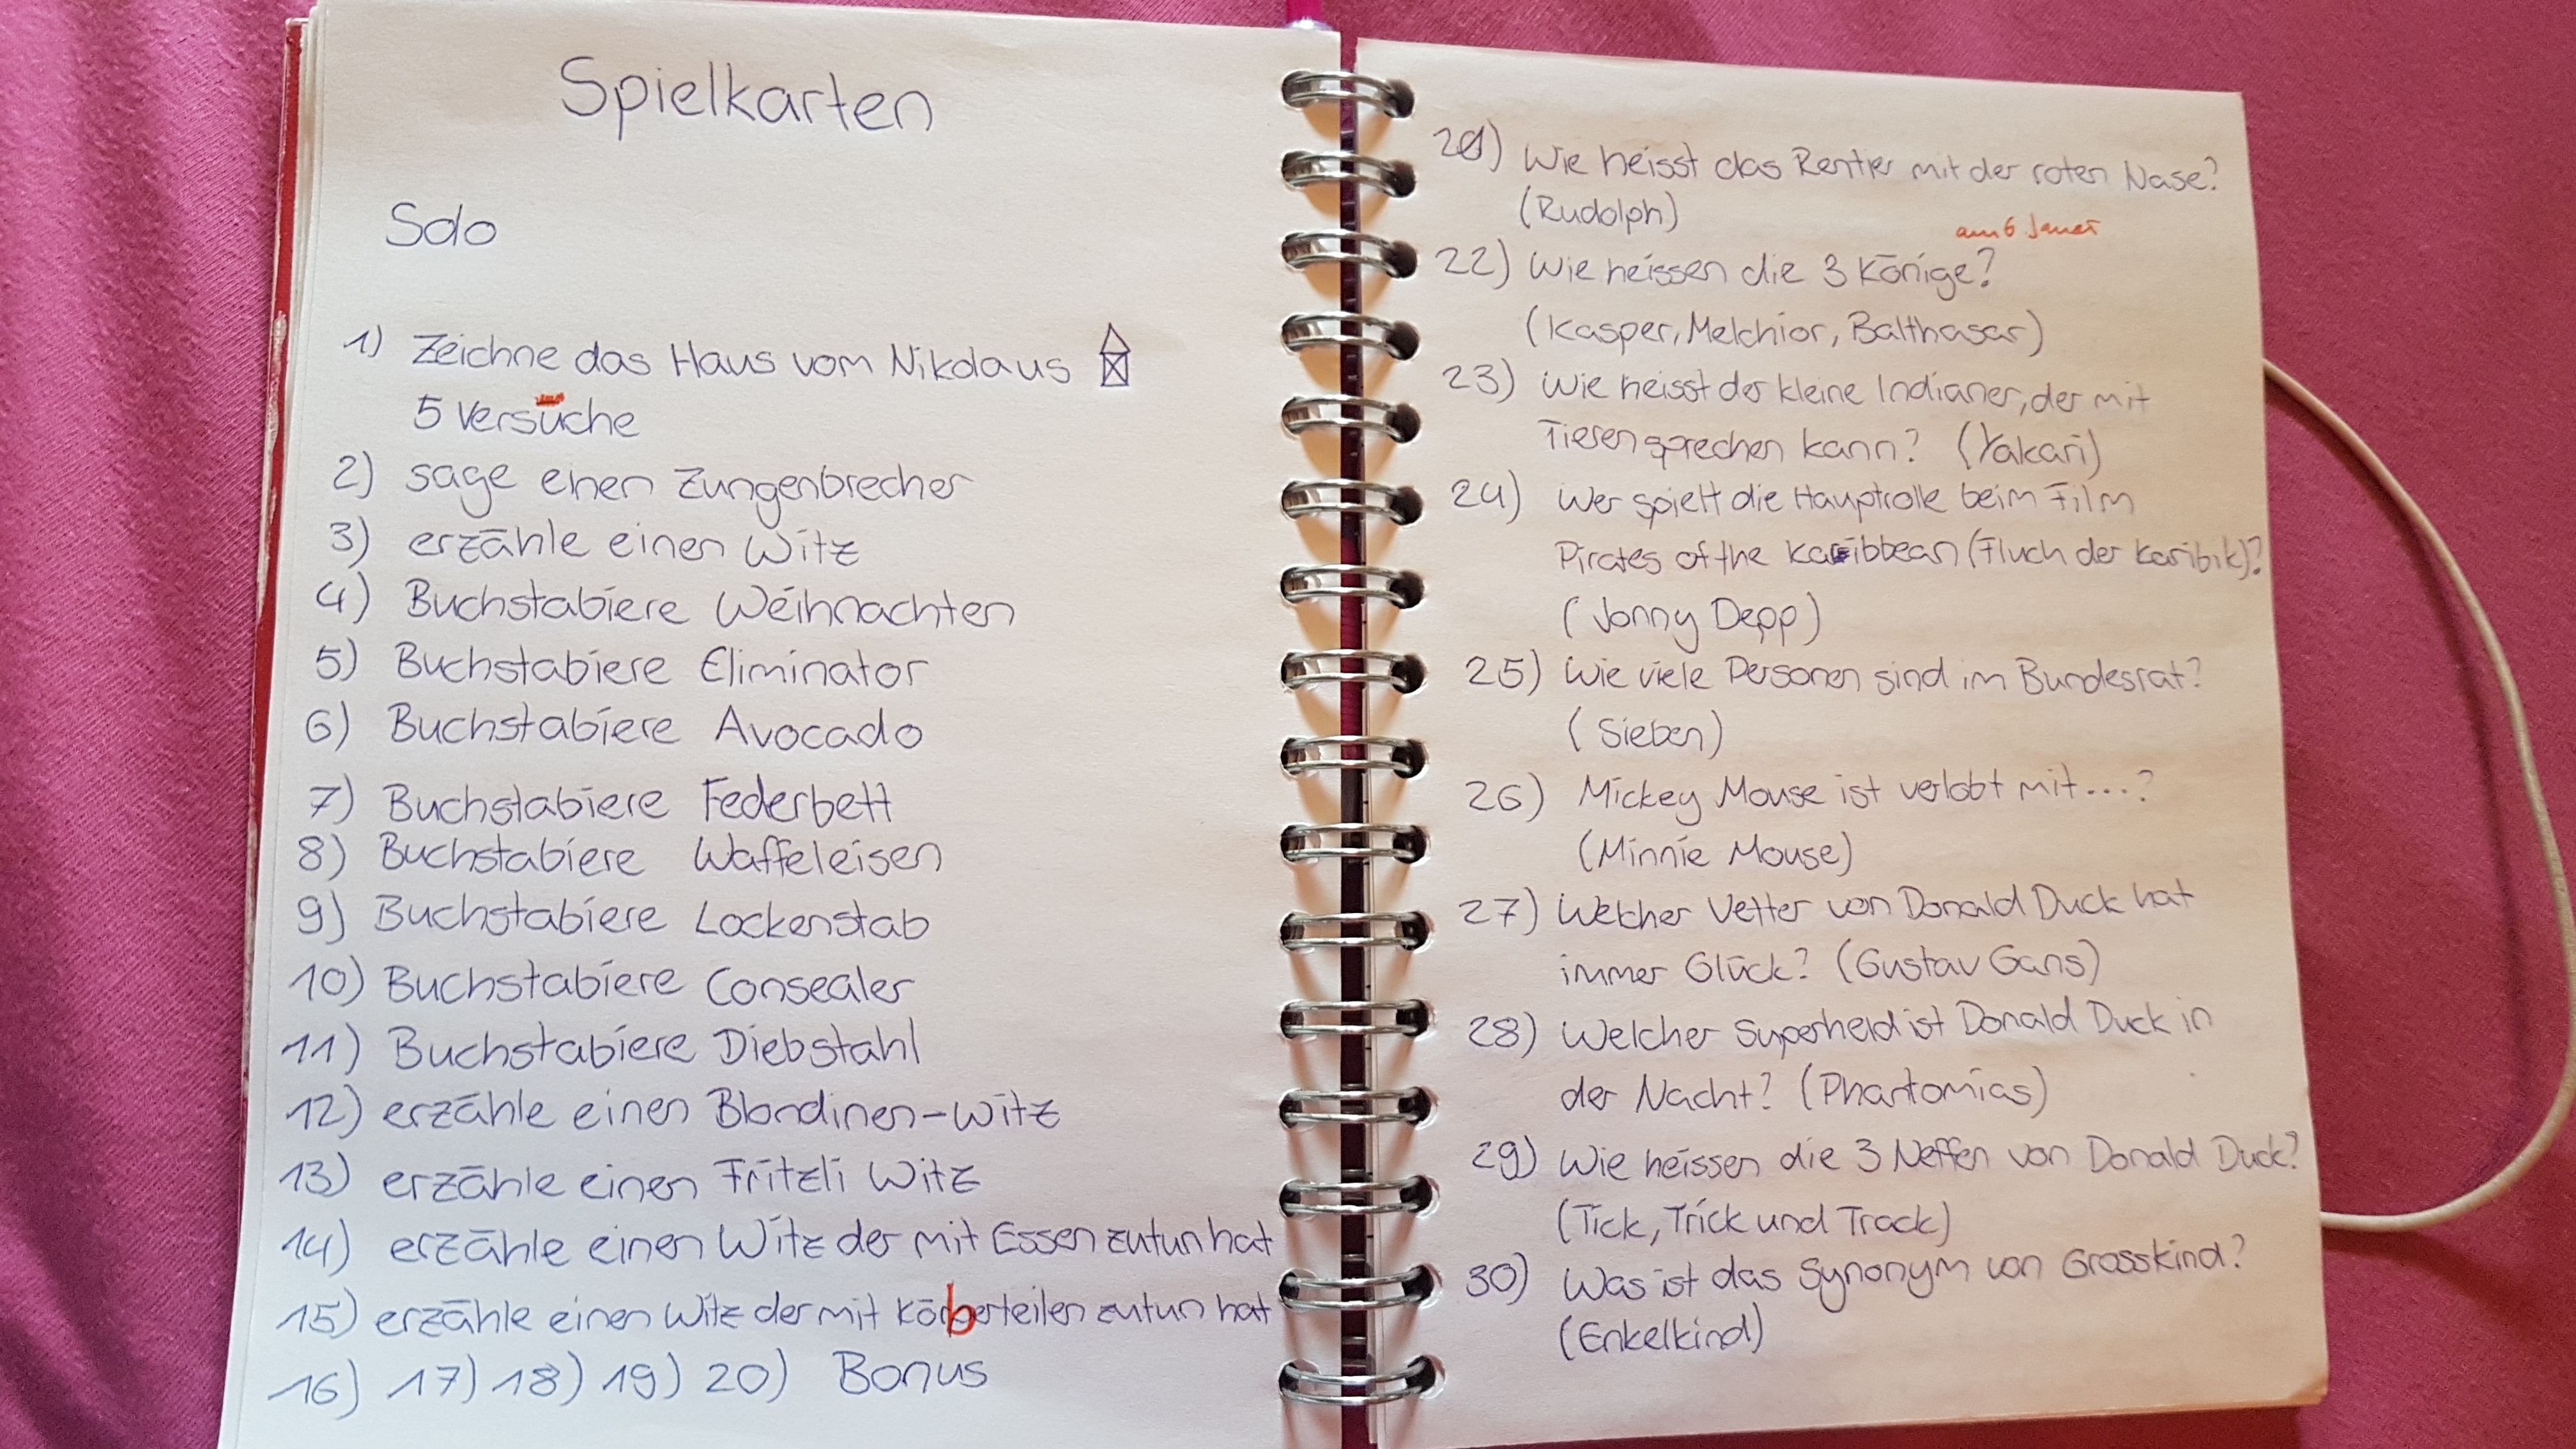 Spielkarten
Solo
1) Zeichne das Haus vom Nikolaus
5 Versuche
2) sage einen Zungenbrecher
3) erzähle einen Witz
4) Buchstabiere Weihnachten
5) Buchstabiere Eliminator
6) Buchstabiere Avocado
7) Buchstabiere Federbett
8) Buchstabiere Waffeleisen
9) Buchstabiere Lockenstab
10) Buchstabiere Consealer
11) Buchstabiere Diebstahl
12) erzähle einen Blondinen-Witz
13) erzähle einen Fritzli Witz
14) erzähle einen Witz der mit Essen zutun hat
15) erzähle einen Witz der mit Körperteilen zutun hat
16) 17) 18) 19) 20) Bonus
21) Wie heisst das Rentier mit der roten Nase?
(Rudolph)
am 6 Januar
22) Wie heissen die 3 Könige?
(Kasper, Melchior, Balthasar)
23) Wie heisst der kleine Indianer, der mit
Tieren sprechen kann? (Yakari)
24) Wer spielt die Hauptrolle beim Film
Pirates of the karibbean (Fluch der karibik)?
(Jonny Depp)
25) Wie viele Personen sind im Bundesrat?
(Sieben)
26) Mickey Mouse ist verlobt mit....?
(Minnie Mouse)
27) Welcher Vetter von Donald Duck hat
immer Glück? (Gustav Gans)
28) Welcher Superheld ist Donald Duck in
der Nacht? (Phantomias)
29) Wie heissen die 3 Neffen von Donald Duck?
(Tick, Trick und Track)
30) Was ist das Synonym von Grosskind?
(Enkelkind)